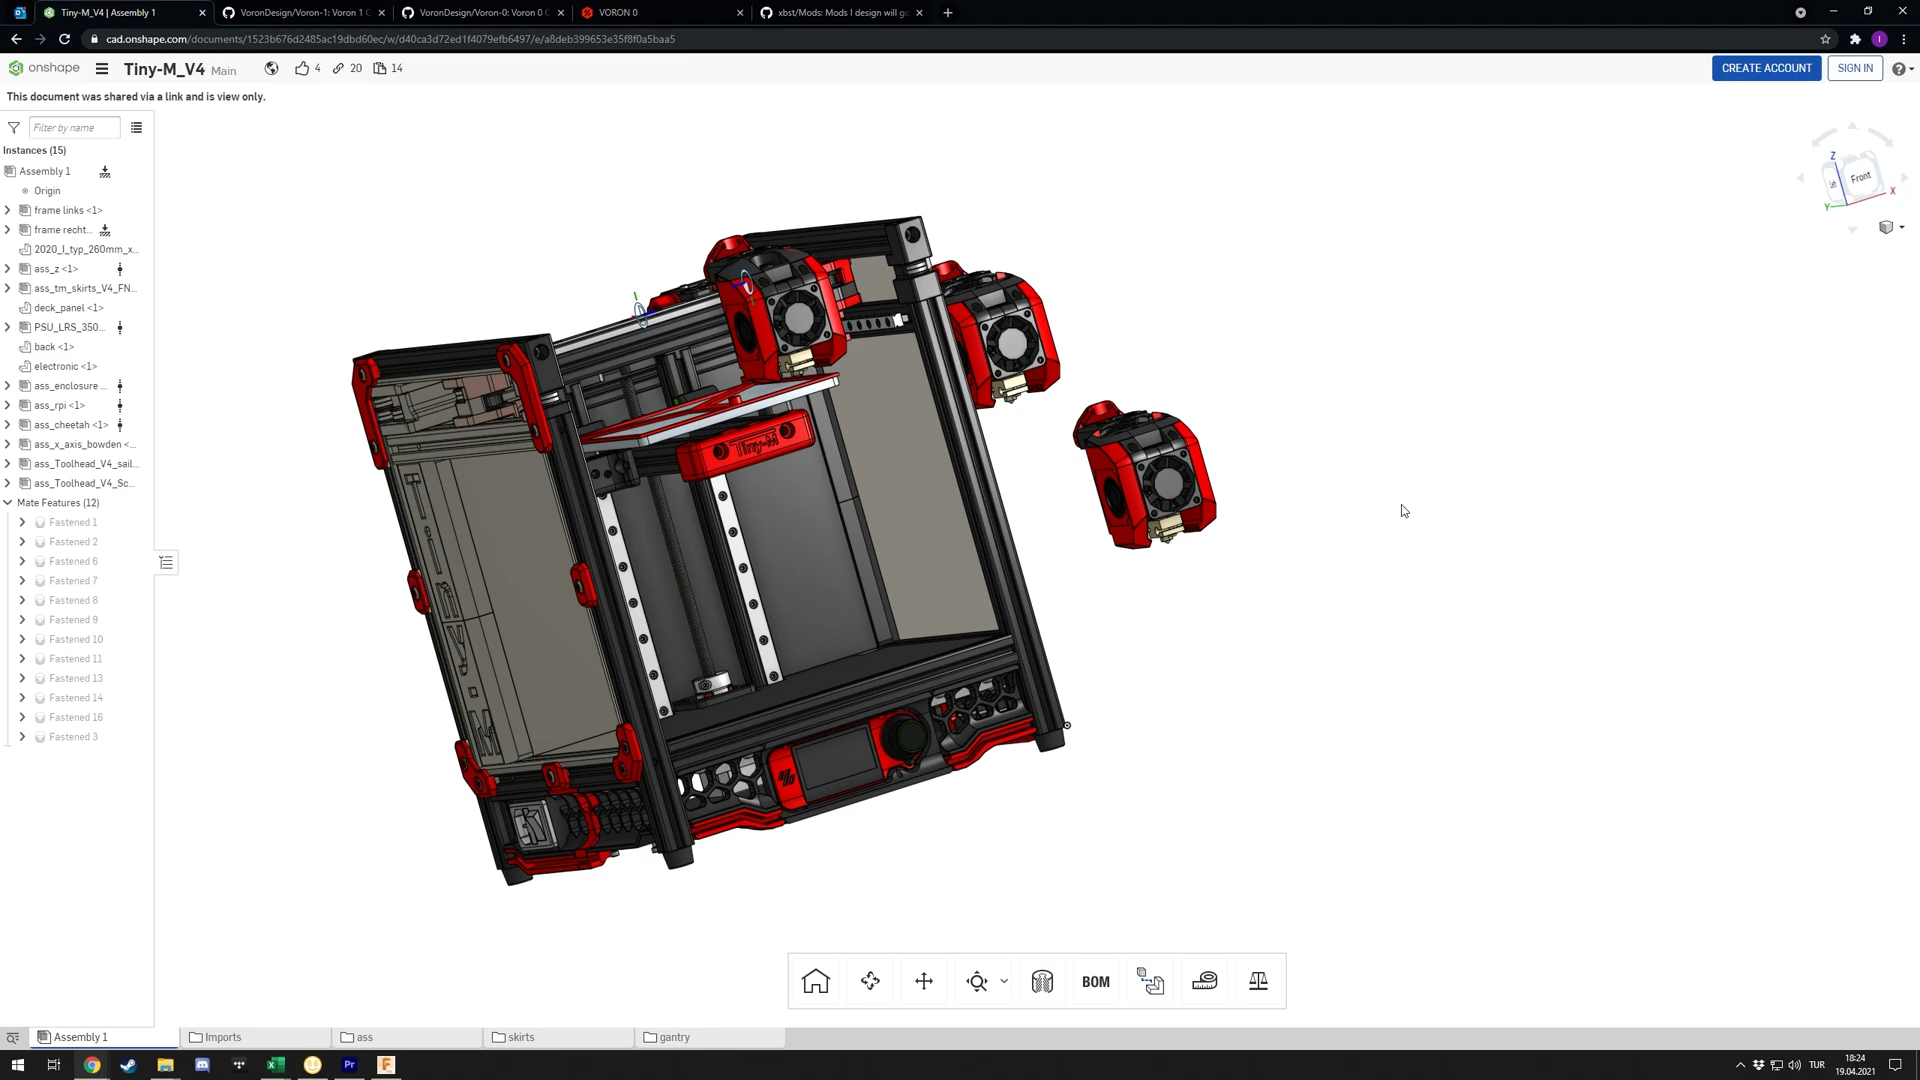 Tiny-M_V4 | Assembly 1
VoronDesign/Voron-1: Voron 1 C
VoronDesign/Voron-0: Voron 0 C
VORON 0
xbst/Mods: Mods I design will go
cad.onshape.com/documents/1523b676d2485ac19dbd60ec/w/d40ca3d72ed1f4079efb6497/e/a8deb399653e35f8f0a5baa5
onshape
Tiny-M_V4 Main
4
20
14
CREATE ACCOUNT
SIGN IN
This document was shared via a link and is view only.
Filter by name
Instances (15)
Assembly 1
Origin
frame links <1>
frame recht...
2020_I_typ_260mm_x...
ass_z <1>
ass_tm_skirts_V4_FN...
deck_panel <1>
PSU_LRS_350...
back <1>
electronic <1>
ass_enclosure ...
ass_rpi <1>
ass_cheetah <1>
ass_x_axis_bowden <...
ass_Toolhead_V4_sail...
ass_Toolhead_V4_Sc...
Mate Features (12)
Fastened 1
Fastened 2
Fastened 6
Fastened 7
Fastened 8
Fastened 9
Fastened 10
Fastened 11
Fastened 13
Fastened 14
Fastened 16
Fastened 3
Z
Front
X
Y
Tiny-M
BOM
Assembly 1
Imports
ass
skirts
gantry
Pr
TUR
18:24
19.04.2021